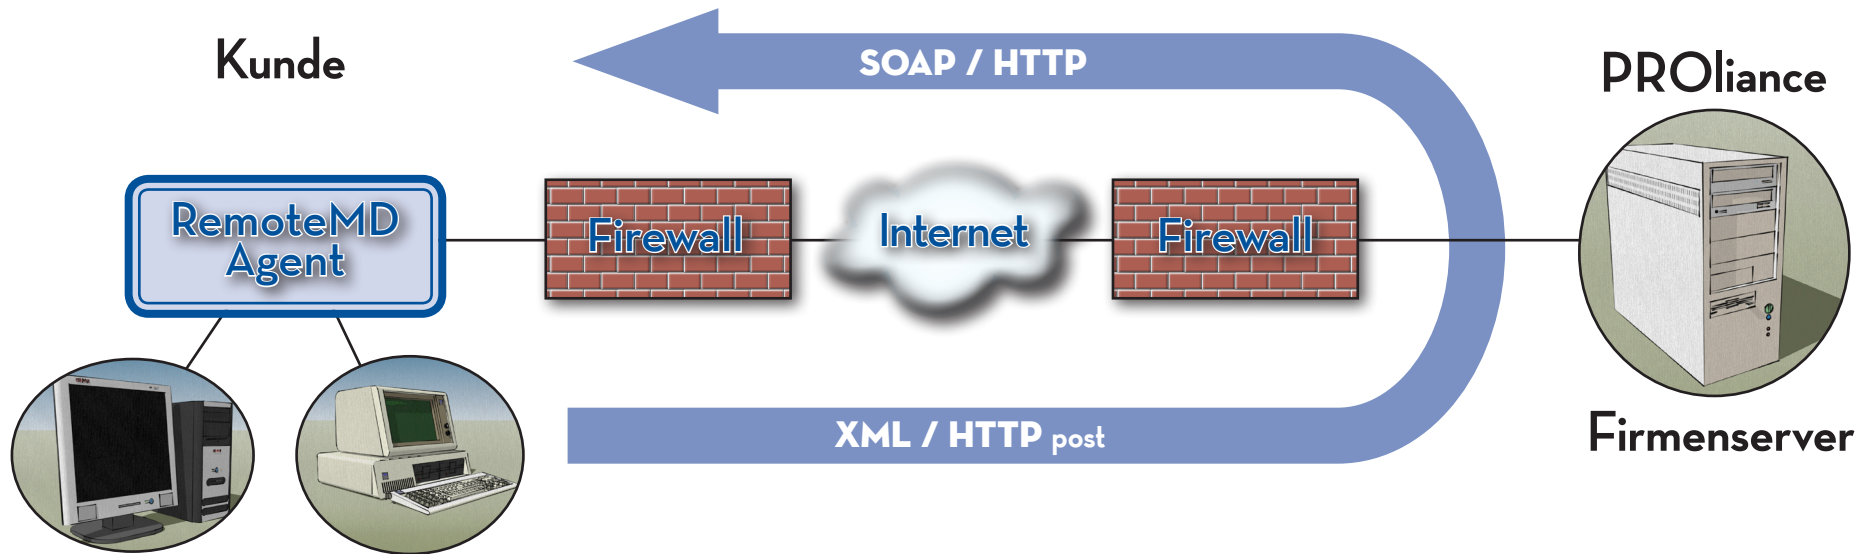 Kunde
SOAP / HTTP
PROliance
RemoteMD
Agent
Firewall
Internet
Firewall
XML / HTTP post
Firmenserver